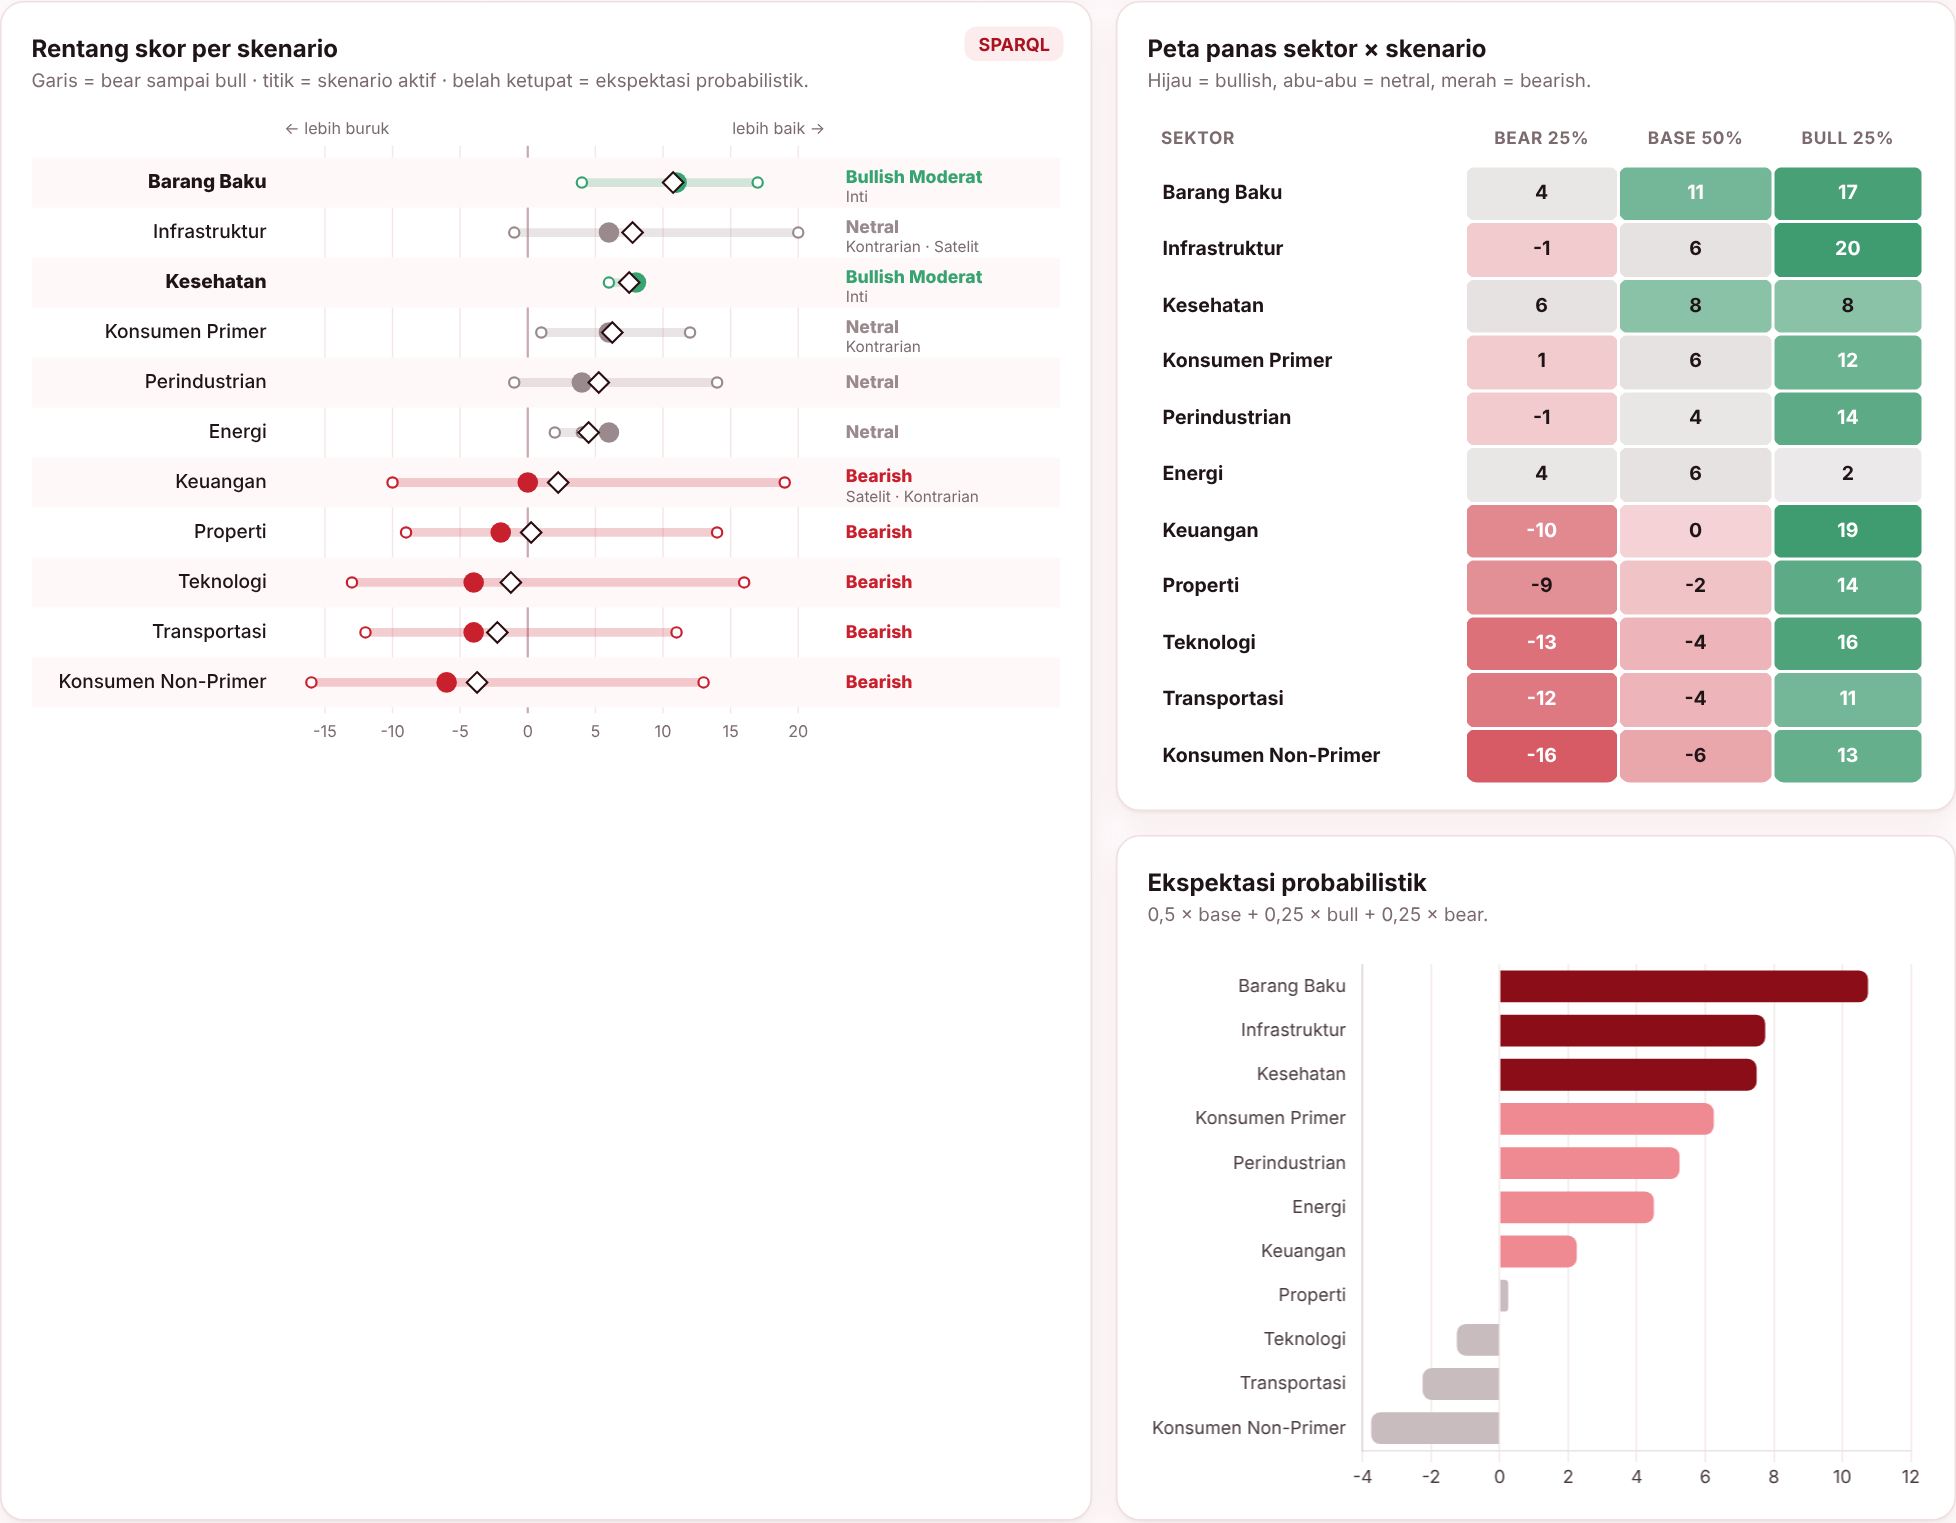 Rentang skor per skenario
SPARQL
Garis = bear sampai bull · titik = skenario aktif · belah ketupat = ekspektasi probabilistik.
← lebih buruk
lebih baik →
Barang Baku
Bullish Moderat
Inti
Infrastruktur
Netral
Kontrarian · Satelit
Kesehatan
Bullish Moderat
Inti
Konsumen Primer
Netral
Kontrarian
Perindustrian
Netral
Energi
Netral
Keuangan
Bearish
Satelit · Kontrarian
Properti
Bearish
Teknologi
Bearish
Transportasi
Bearish
Konsumen Non-Primer
Bearish
-15 -10 -5 0 5 10 15 20
Peta panas sektor × skenario
Hijau = bullish, abu-abu = netral, merah = bearish.
SEKTOR BEAR 25% BASE 50% BULL 25%
Barang Baku 4 11 17
Infrastruktur -1 6 20
Kesehatan 6 8 8
Konsumen Primer 1 6 12
Perindustrian -1 4 14
Energi 4 6 2
Keuangan -10 0 19
Properti -9 -2 14
Teknologi -13 -4 16
Transportasi -12 -4 11
Konsumen Non-Primer -16 -6 13
Ekspektasi probabilistik
0,5 × base + 0,25 × bull + 0,25 × bear.
Barang Baku
Infrastruktur
Kesehatan
Konsumen Primer
Perindustrian
Energi
Keuangan
Properti
Teknologi
Transportasi
Konsumen Non-Primer
-4 -2 0 2 4 6 8 10 12